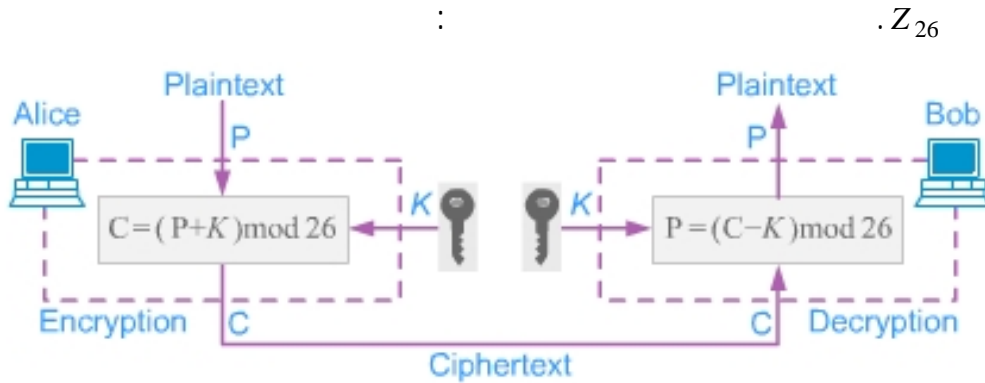 : . Z26
Plaintext Plaintext
Alice Bob
P P
K K
C=(P+K)mod 26 P=(C−K)mod 26
Encryption C C Decryption
Ciphertext